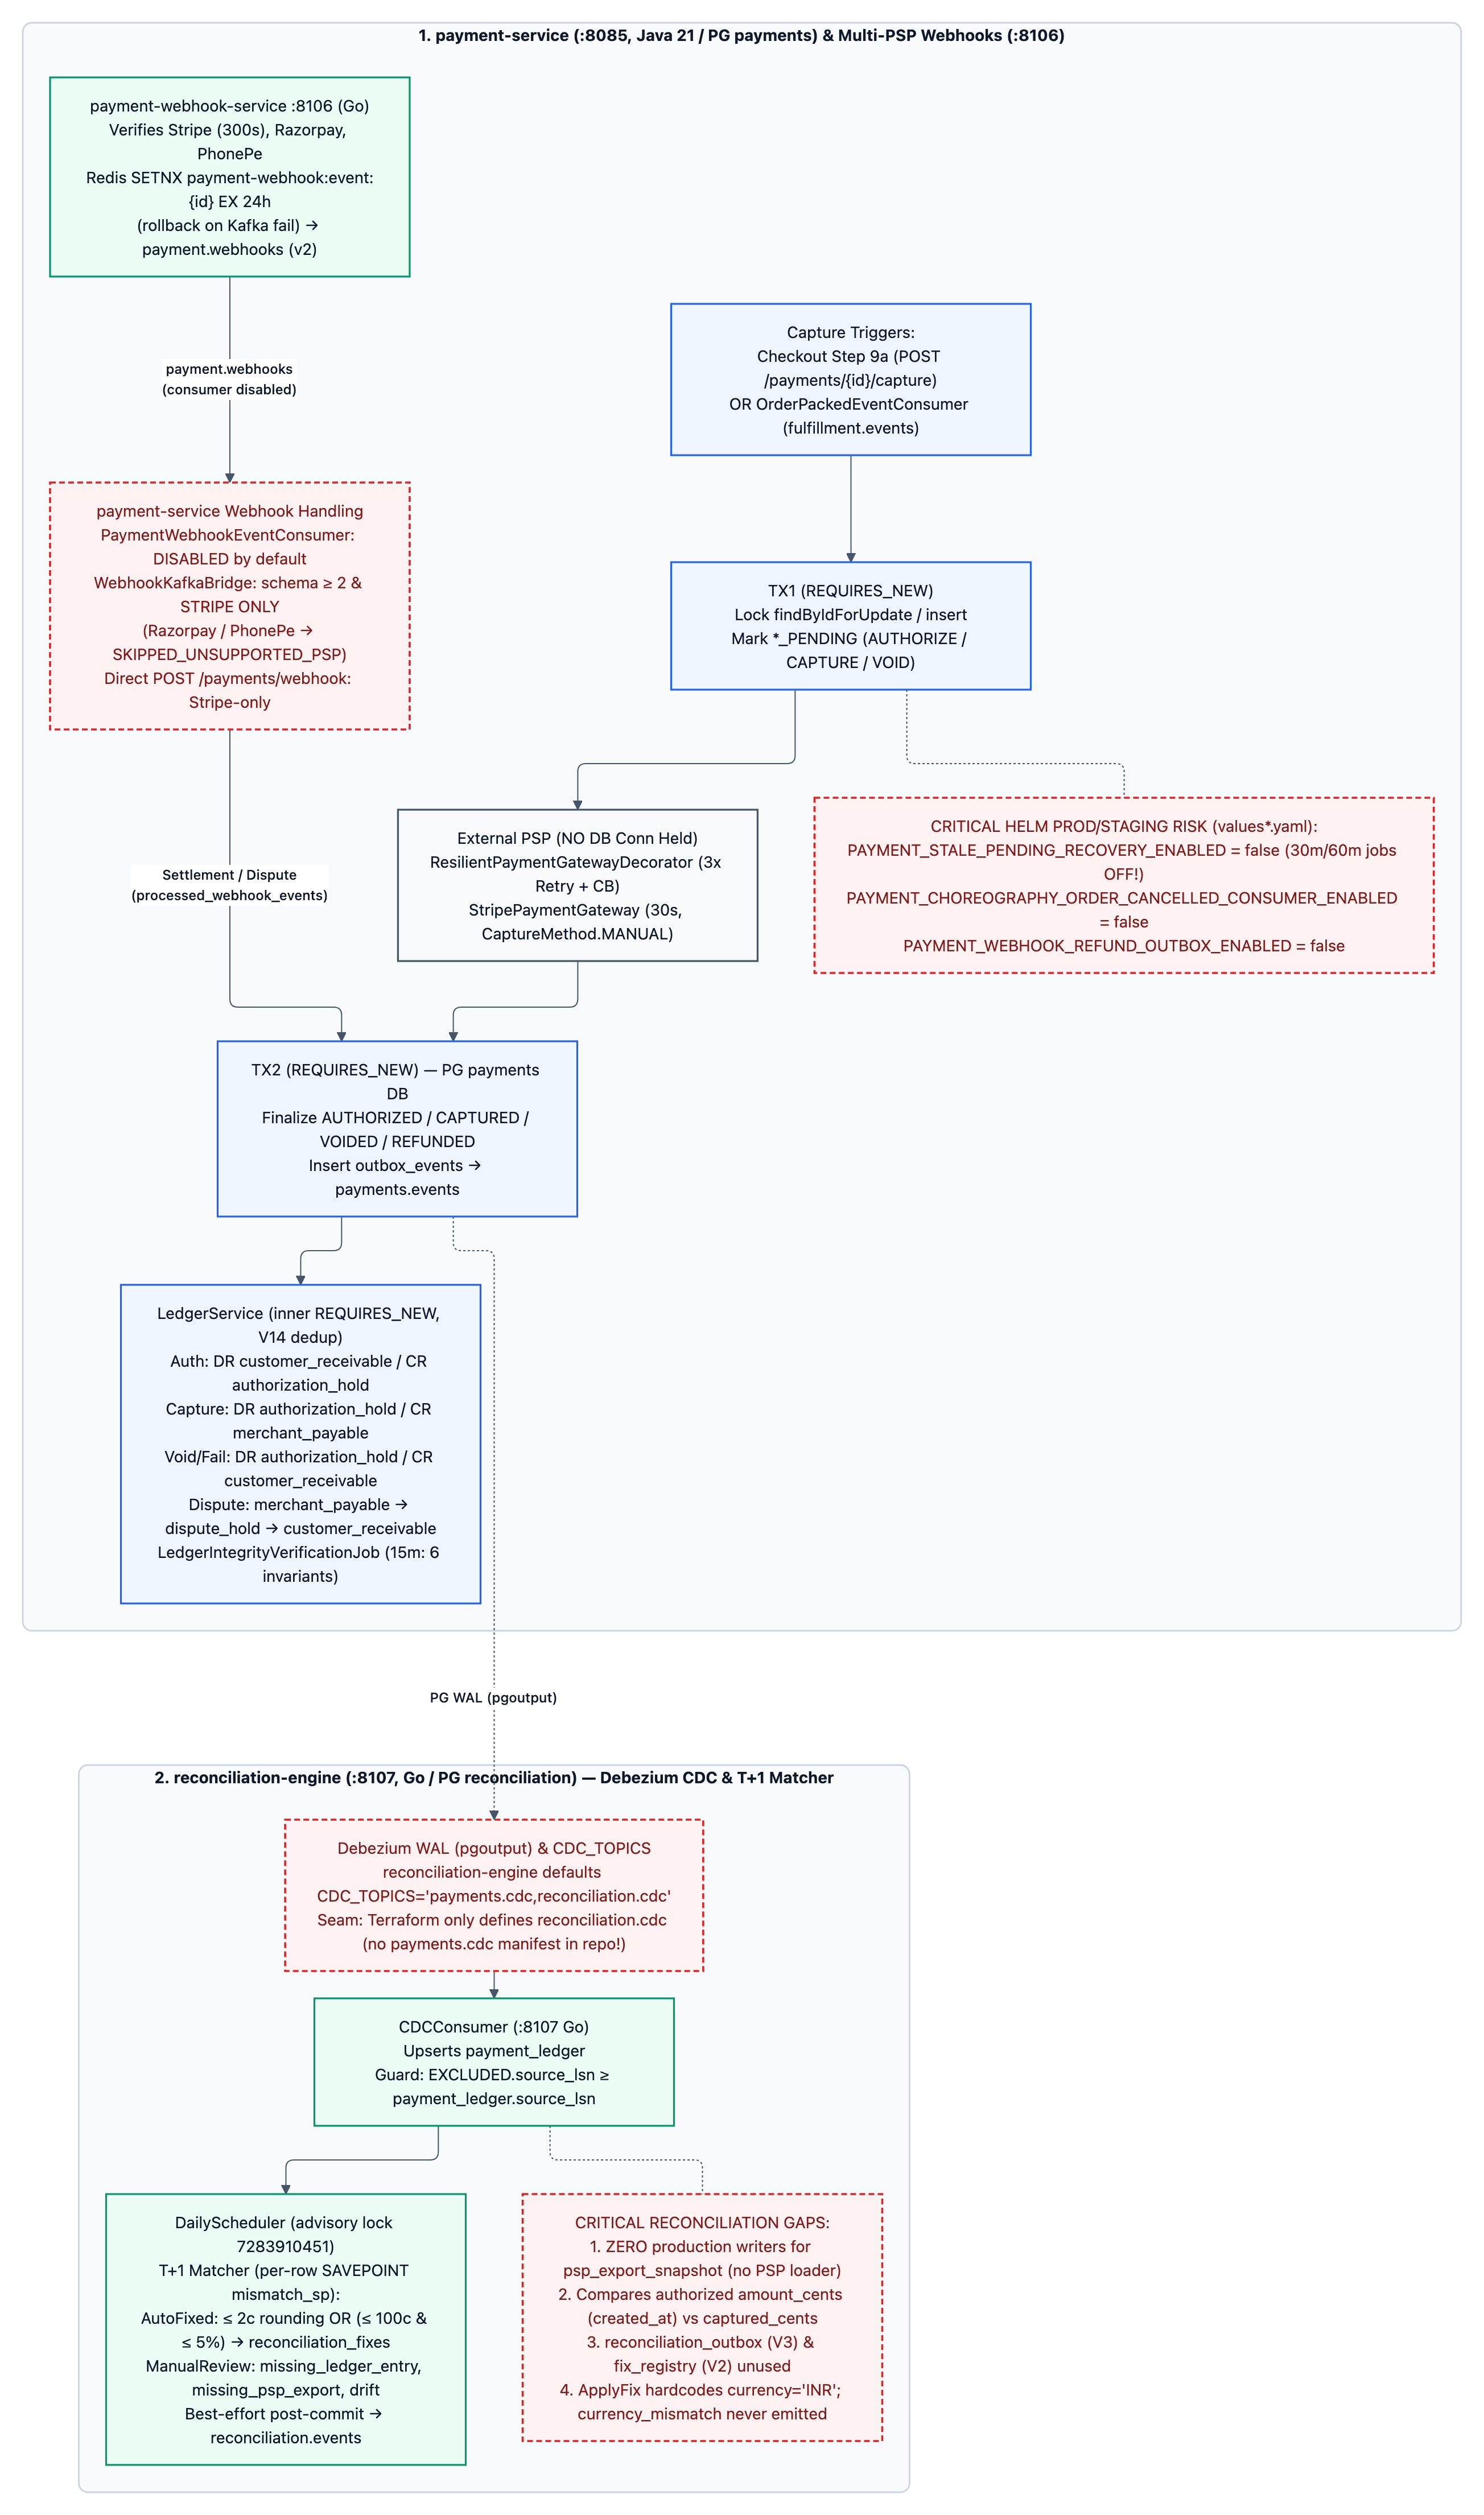 1. payment-service (:8085, Java 21 / PG payments) & Multi-PSP Webhooks (:8106)
payment-webhook-service :8106 (Go)
Verifies Stripe (300s), Razorpay,
PhonePe
Redis SETNX payment-webhook:event:
{id} EX 24h
(rollback on Kafka fail) →
payment.webhooks (v2)
Capture Triggers:
Checkout Step 9a (POST
/payments/{id}/capture)
OR OrderPackedEventConsumer
(fulfillment.events)
payment.webhooks
(consumer disabled)
payment-service Webhook Handling
PaymentWebhookEventConsumer:
DISABLED by default
WebhookKafkaBridge: schema ≥ 2 &
STRIPE ONLY
(Razorpay / PhonePe →
SKIPPED_UNSUPPORTED_PSP)
Direct POST /payments/webhook:
Stripe-only
TX1 (REQUIRES_NEW)
Lock findByIdForUpdate / insert
Mark *_PENDING (AUTHORIZE /
CAPTURE / VOID)
External PSP (NO DB Conn Held)
ResilientPaymentGatewayDecorator (3x
Retry + CB)
StripePaymentGateway (30s,
CaptureMethod.MANUAL)
CRITICAL HELM PROD/STAGING RISK (values*.yaml):
PAYMENT_STALE_PENDING_RECOVERY_ENABLED = false (30m/60m jobs
OFF!)
PAYMENT_CHOREOGRAPHY_ORDER_CANCELLED_CONSUMER_ENABLED
= false
PAYMENT_WEBHOOK_REFUND_OUTBOX_ENABLED = false
Settlement / Dispute
(processed_webhook_events)
TX2 (REQUIRES_NEW) — PG payments
DB
Finalize AUTHORIZED / CAPTURED /
VOIDED / REFUNDED
Insert outbox_events →
payments.events
LedgerService (inner REQUIRES_NEW,
V14 dedup)
Auth: DR customer_receivable / CR
authorization_hold
Capture: DR authorization_hold / CR
merchant_payable
Void/Fail: DR authorization_hold / CR
customer_receivable
Dispute: merchant_payable →
dispute_hold → customer_receivable
LedgerIntegrityVerificationJob (15m: 6
invariants)
PG WAL (pgoutput)
2. reconciliation-engine (:8107, Go / PG reconciliation) — Debezium CDC & T+1 Matcher
Debezium WAL (pgoutput) & CDC_TOPICS
reconciliation-engine defaults
CDC_TOPICS='payments.cdc,reconciliation.cdc'
Seam: Terraform only defines reconciliation.cdc
(no payments.cdc manifest in repo!)
CDCConsumer (:8107 Go)
Upserts payment_ledger
Guard: EXCLUDED.source_lsn ≥
payment_ledger.source_lsn
DailyScheduler (advisory lock
7283910451)
T+1 Matcher (per-row SAVEPOINT
mismatch_sp):
AutoFixed: ≤ 2c rounding OR (≤ 100c &
≤ 5%) → reconciliation_fixes
ManualReview: missing_ledger_entry,
missing_psp_export, drift
Best-effort post-commit →
reconciliation.events
CRITICAL RECONCILIATION GAPS:
1. ZERO production writers for
psp_export_snapshot (no PSP loader)
2. Compares authorized amount_cents
(created_at) vs captured_cents
3. reconciliation_outbox (V3) &
fix_registry (V2) unused
4. ApplyFix hardcodes currency='INR';
currency_mismatch never emitted